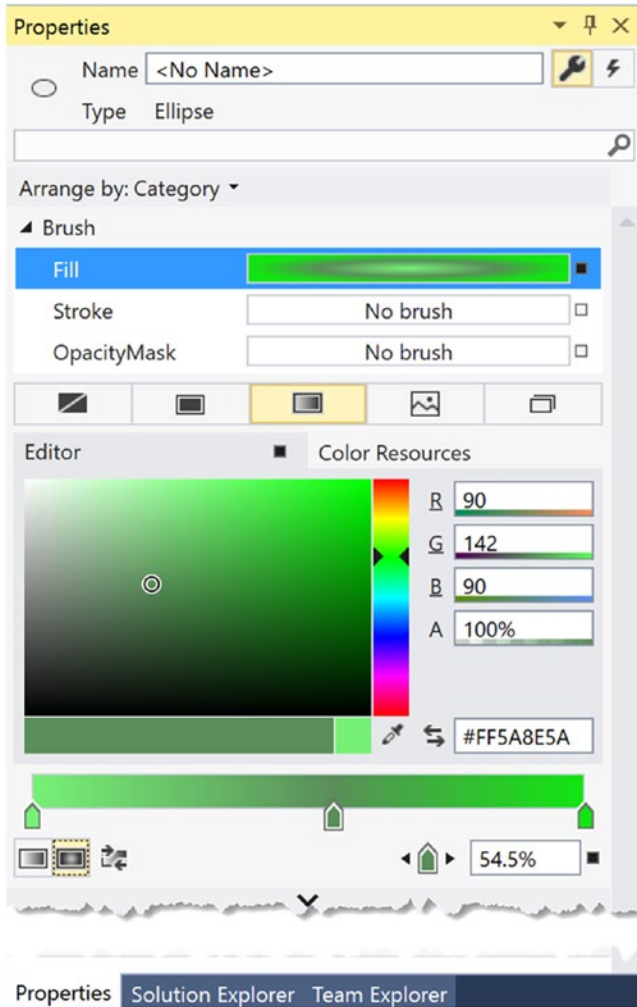 Properties
Name <No Name>
Type Ellipse
Arrange by: Category
Brush
Fill
Stroke No brush
OpacityMask No brush
Editor Color Resources
R 90
G 142
B 90
A 100%
#FF5A8E5A
54.5%
Properties Solution Explorer Team Explorer